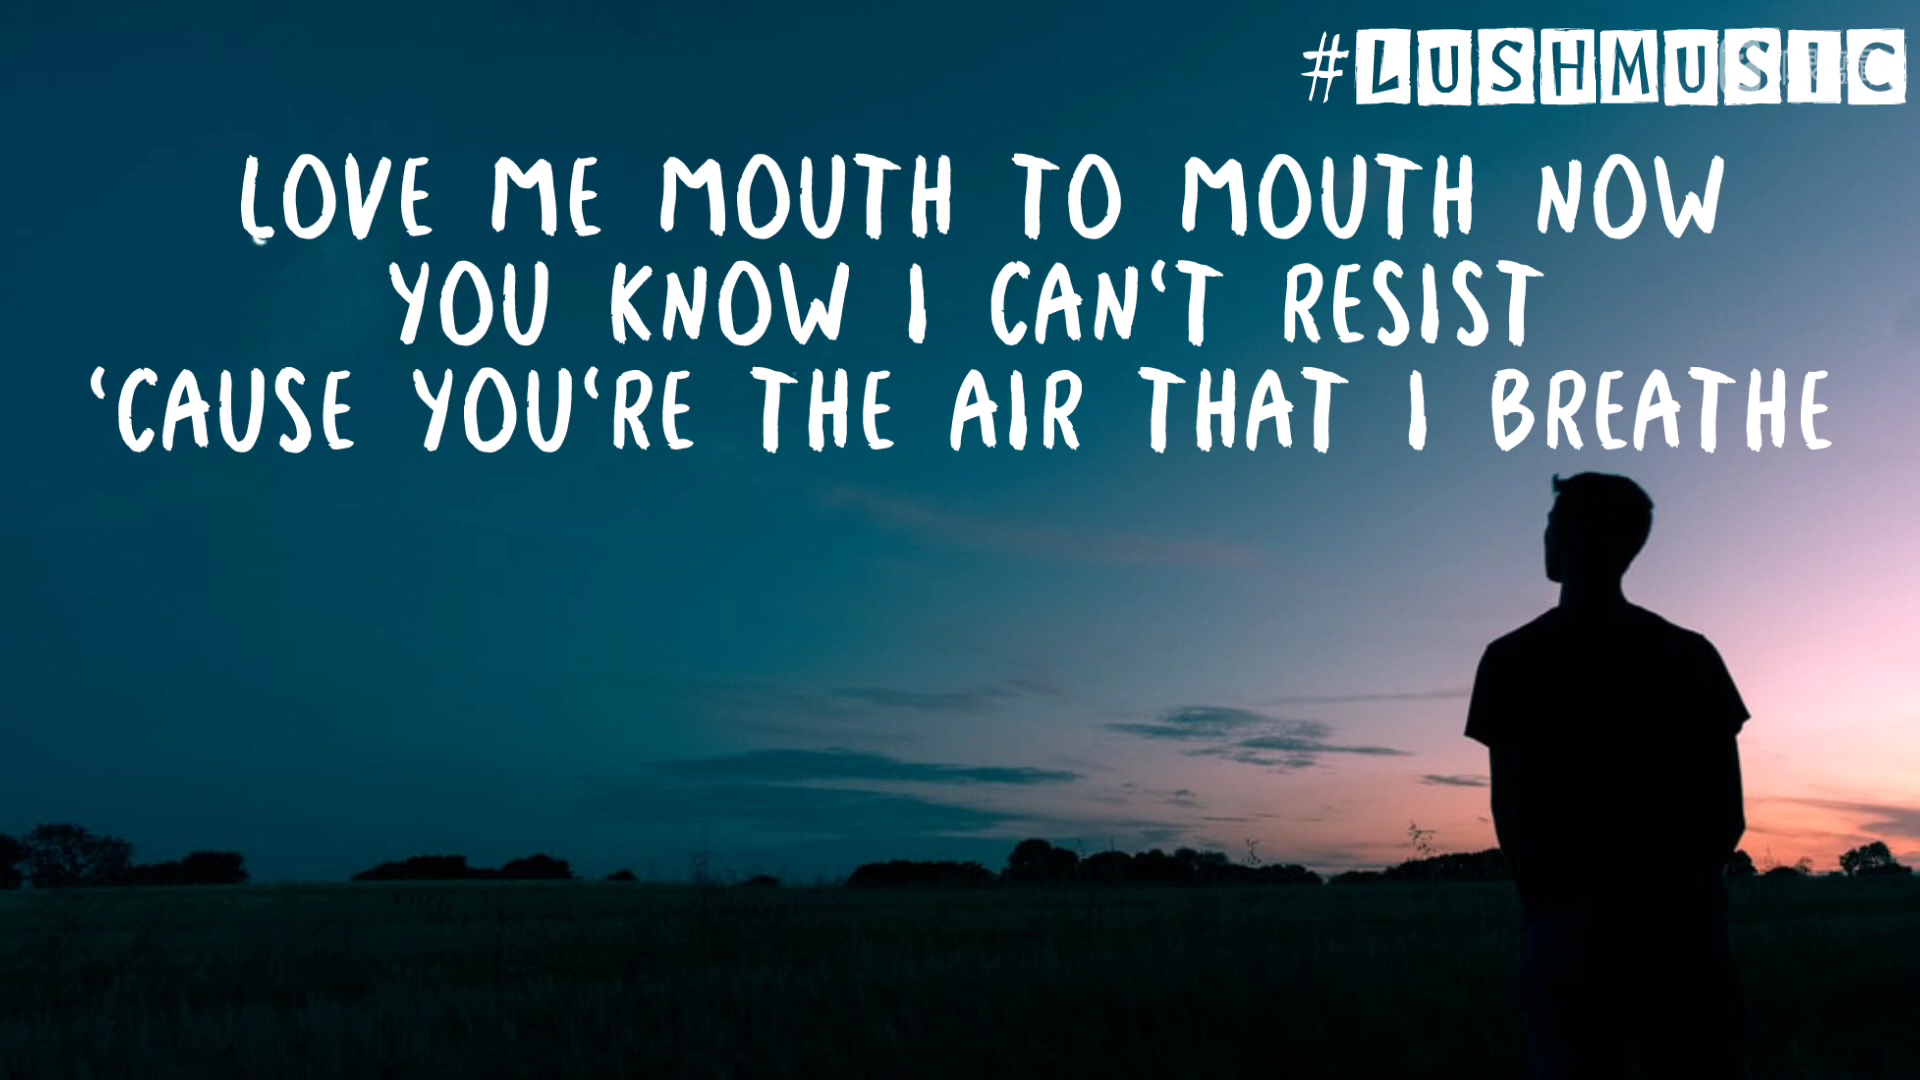 #LUSHMUSIC
LOVE ME MOUTH TO MOUTH NOW
YOU KNOW I CAN‘T RESIST
‘CAUSE YOU‘RE THE AIR THAT I BREATHE